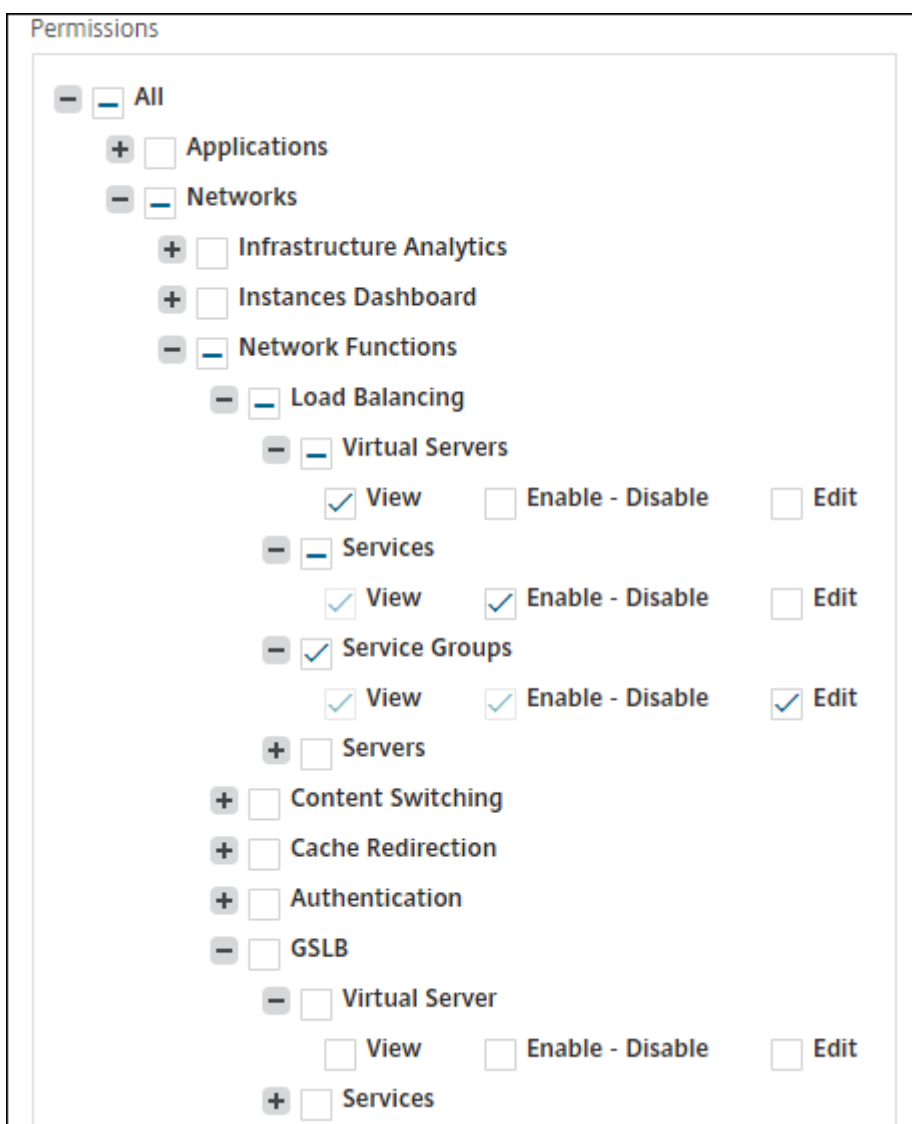 Permissions
All
Applications
Networks
Infrastructure Analytics
Instances Dashboard
Network Functions
Load Balancing
Virtual Servers
View Enable - Disable Edit
Services
View Enable - Disable Edit
Service Groups
View Enable - Disable Edit
Servers
Content Switching
Cache Redirection
Authentication
GSLB
Virtual Server
View Enable - Disable Edit
Services